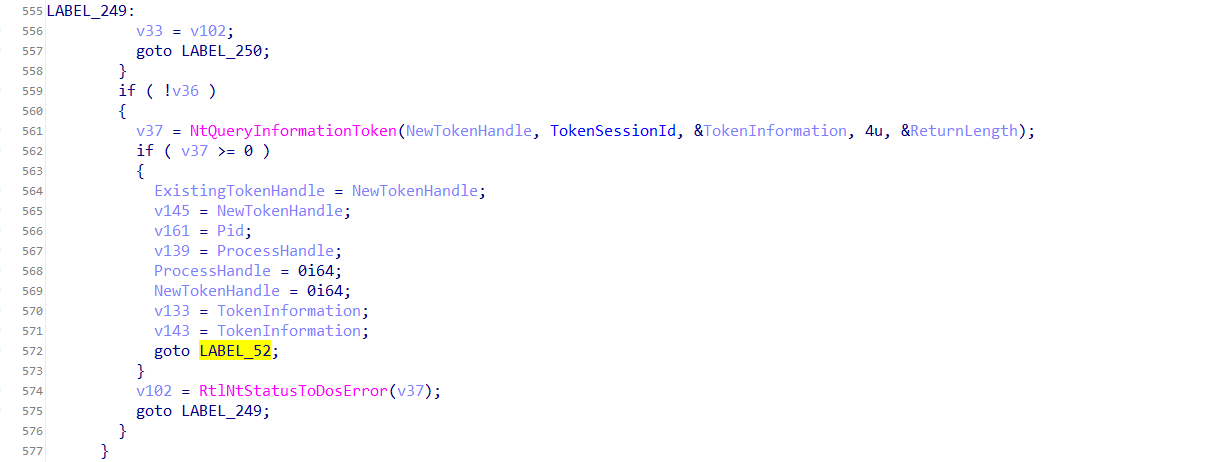 555 LABEL_249:
556 v33 = v102;
557 goto LABEL_250;
558 }
559 if ( !v36 )
560 {
561 v37 = NtQueryInformationToken(NewTokenHandle, TokenSessionId, &TokenInformation, 4u, &ReturnLength);
562 if ( v37 >= 0 )
563 {
564 ExistingTokenHandle = NewTokenHandle;
565 v145 = NewTokenHandle;
566 v161 = Pid;
567 v139 = ProcessHandle;
568 ProcessHandle = 0i64;
569 NewTokenHandle = 0i64;
570 v133 = TokenInformation;
571 v143 = TokenInformation;
572 goto LABEL_52;
573 }
574 v102 = RtlNtStatusToDosError(v37);
575 goto LABEL_249;
576 }
577 }